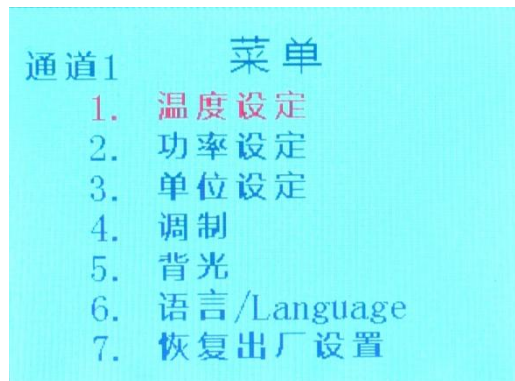 菜单
通道1
1. 温度设定
2. 功率设定
3. 单位设定
4. 调制
5. 背光
6. 语言/Language
7. 恢复出厂设置